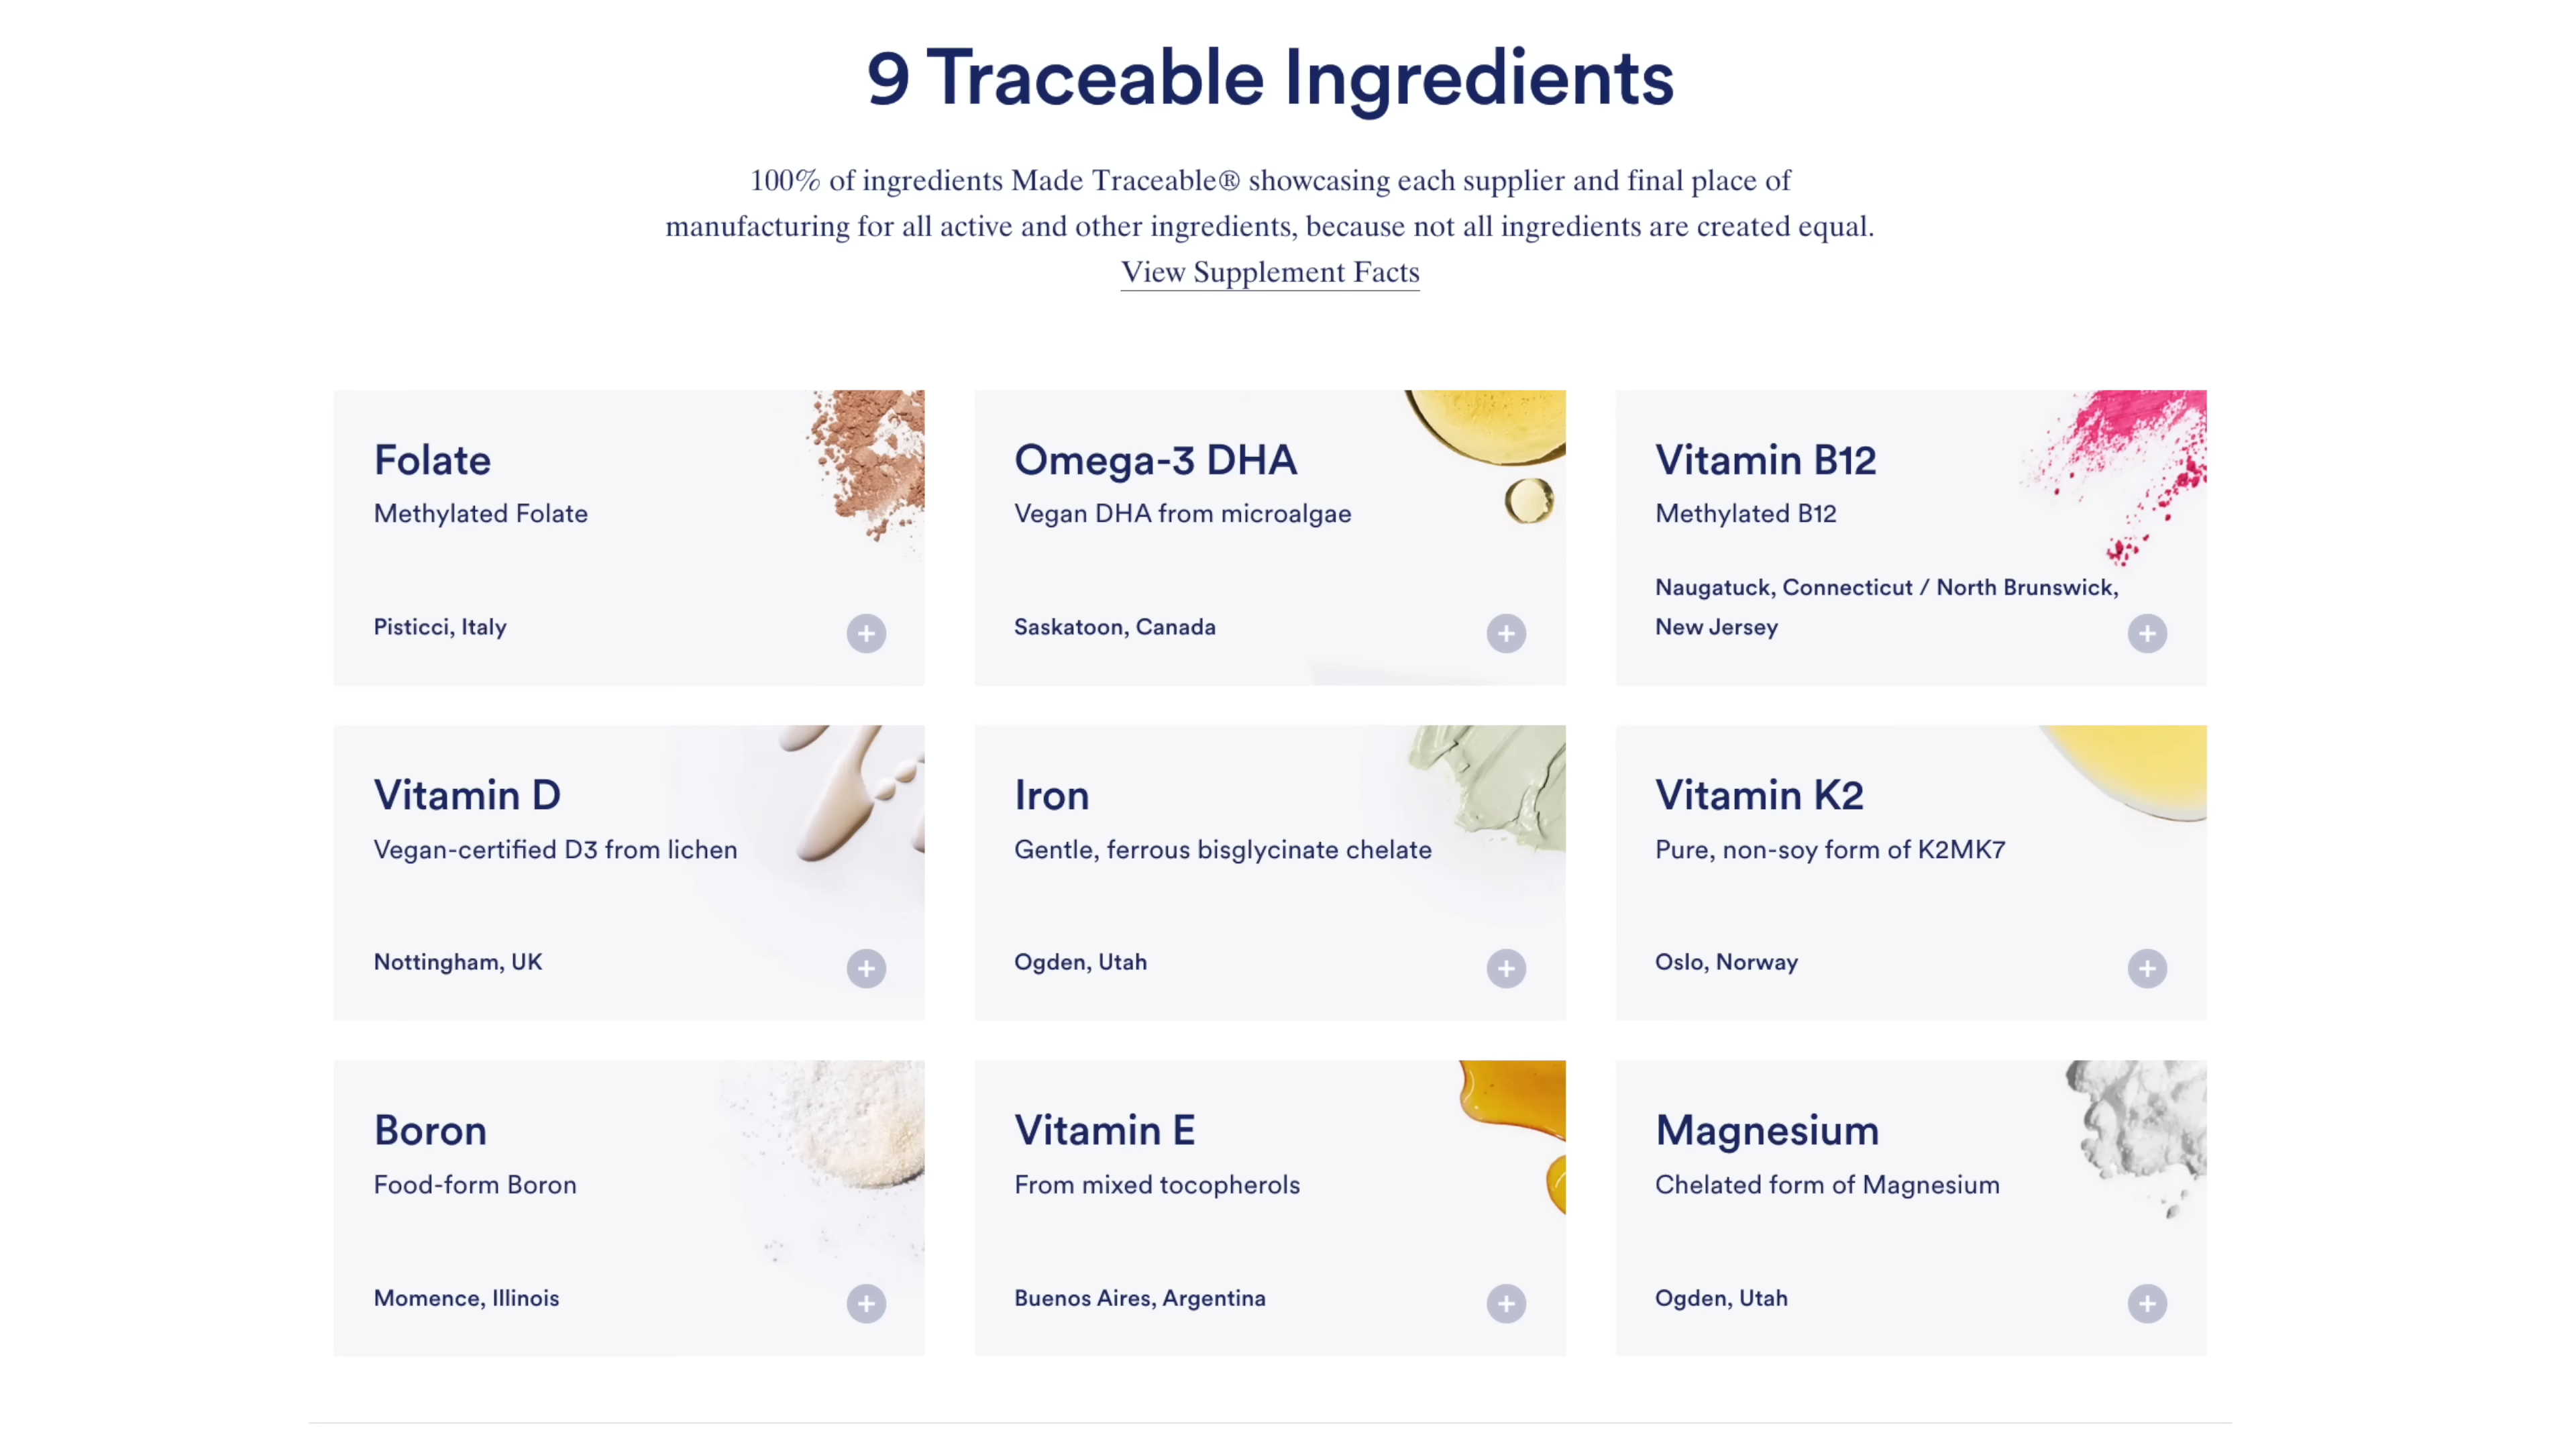 9 Traceable Ingredients
100% of ingredients Made Traceable® showcasing each supplier and final place of
manufacturing for all active and other ingredients, because not all ingredients are created equal.
View Supplement Facts
Folate
Methylated Folate
Pisticci, Italy
Omega-3 DHA
Vegan DHA from microalgae
Saskatoon, Canada
Vitamin B12
Methylated B12
Naugatuck, Connecticut / North Brunswick,
New Jersey
Vitamin D
Vegan-certified D3 from lichen
Nottingham, UK
Iron
Gentle, ferrous bisglycinate chelate
Ogden, Utah
Vitamin K2
Pure, non-soy form of K2MK7
Oslo, Norway
Boron
Food-form Boron
Momence, Illinois
Vitamin E
From mixed tocopherols
Buenos Aires, Argentina
Magnesium
Chelated form of Magnesium
Ogden, Utah